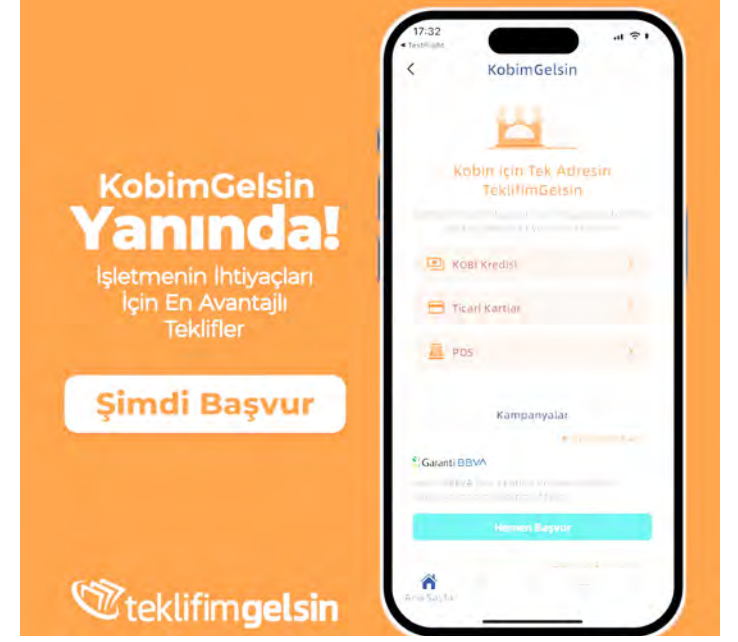 KobimGelsin
Yanında!
İşletmenin İhtiyaçları
İçin En Avantajlı
Teklifler
Şimdi Başvur
teklifimgelsin
17:32
TestFlight
KobimGelsin
Kobin için Tek Adresin
TeklifimGelsin
KOBİ Kredisi
Ticari Kartlar
POS
Kampanyalar
Garanti BBVA
Hemen Başvur
Ana Sayfa